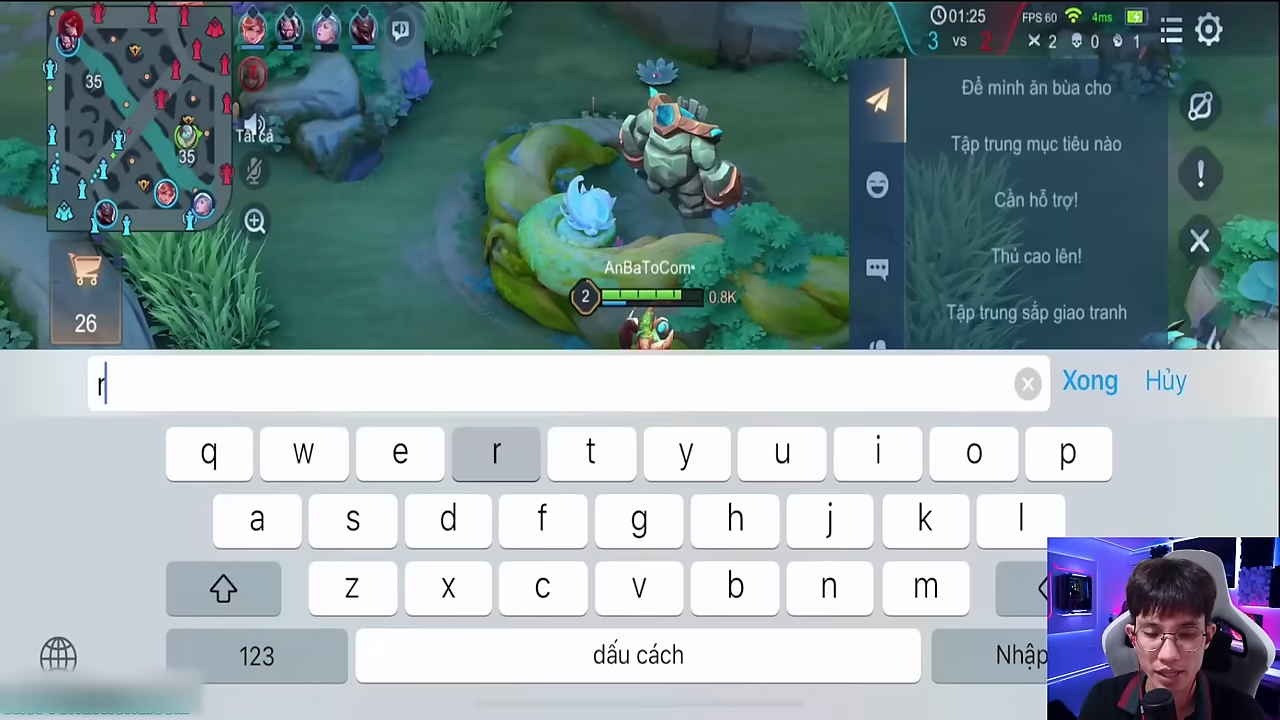 01:25
FPS 60
4ms
3 vs 2
2
0
1
35
35
Tất cả
26
AnBaToCom
2
0.8K
Để mình ăn bùa cho
Tập trung mục tiêu nào
Cần hỗ trợ!
Thủ cao lên!
Tập trung sắp giao tranh
r
Xong
Hủy
q w e r t y u i o p
a s d f g h j k l
z x c v b n m
123
dấu cách
Nhập